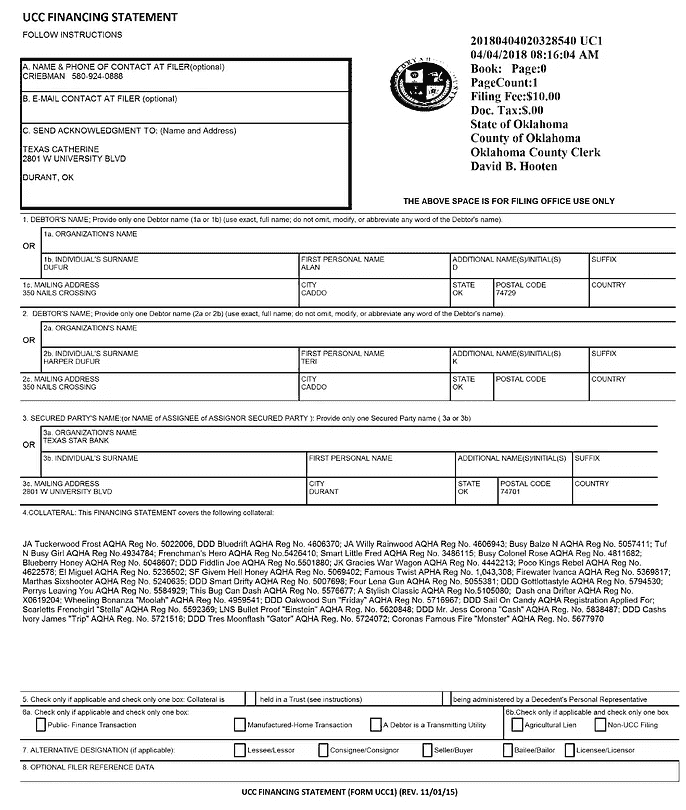 UCC FINANCING STATEMENT
FOLLOW INSTRUCTIONS
A. NAME & PHONE OF CONTACT AT FILER(optional)
CRIEBMAN 580-924-0888
B. E-MAIL CONTACT AT FILER (optional)
C. SEND ACKNOWLEDGMENT TO: (Name and Address)
TEXAS CATHERINE
2801 W UNIVERSITY BLVD
DURANT, OK
20180404020328540 UC1
04/04/2018 08:16:04 AM
Book: Page:0
PageCount:1
Filing Fee:$10.00
Doc. Tax:$.00
State of Oklahoma
County of Oklahoma
Oklahoma County Clerk
David B. Hooten
THE ABOVE SPACE IS FOR FILING OFFICE USE ONLY
1. DEBTOR'S NAME; Provide only one Debtor name (1a or 1b) (use exact, full name; do not omit, modify, or abbreviate any word of the Debtor's name).
1a. ORGANIZATION'S NAME
OR
1b. INDIVIDUAL'S SURNAME FIRST PERSONAL NAME ADDITIONAL NAME(S)/INITIAL(S) SUFFIX
DUFUR ALAN D
1c. MAILING ADDRESS CITY STATE POSTAL CODE COUNTRY
350 NAILS CROSSING CADDO OK 74729
2. DEBTOR'S NAME; Provide only one Debtor name (2a or 2b) (use exact, full name; do not omit, modify, or abbreviate any word of the Debtor's name).
2a. ORGANIZATION'S NAME
OR
2b. INDIVIDUAL'S SURNAME FIRST PERSONAL NAME ADDITIONAL NAME(S)/INITIAL(S) SUFFIX
HARPER DUFUR TERI K
2c. MAILING ADDRESS CITY STATE POSTAL CODE COUNTRY
350 NAILS CROSSING CADDO OK
3. SECURED PARTY'S NAME:(or NAME of ASSIGNEE of ASSIGNOR SECURED PARTY ): Provide only one Secured Party name ( 3a or 3b)
3a. ORGANIZATION'S NAME
TEXAS STAR BANK
OR
3b. INDIVIDUAL'S SURNAME FIRST PERSONAL NAME ADDITIONAL NAME(S)/INITIAL(S) SUFFIX
3c. MAILING ADDRESS CITY STATE POSTAL CODE COUNTRY
2801 W UNIVERSITY BLVD DURANT OK 74701
4.COLLATERAL: This FINANCING STATEMENT covers the following collateral:
JA Tuckerwood Frost AQHA Reg No. 5022006, DDD Bluedrift AQHA Reg No. 4606370; JA Willy Rainwood AQHA Reg No. 4606943; Busy Balze N AQHA Reg No. 5057411; Tuf
N Busy Girl AQHA Reg No.4934784; Frenchman's Hero AQHA Reg No.5426410; Smart Little Fred AQHA Reg No. 3486115; Busy Colonel Rose AQHA Reg No. 4811682;
Blueberry Honey AQHA Reg No. 5048607; DDD Fiddlin Joe AQHA Reg No.5501880; JK Gracies War Wagon AQHA Reg No. 4442213; Poco Kings Rebel AQHA Reg No.
4622578; El Miguel AQHA Reg No. 5236502; SF Givem Hell Honey AQHA Reg No. 5069402; Famous Twist APHA Reg No. 1,043,308; Firewater Ivanca AQHA Reg No. 5369817;
Marthas Sixshooter AQHA Reg No. 5240635; DDD Smart Drifty AQHA Reg No. 5007698; Four Lena Gun AQHA Reg No. 5055381; DDD Gottlottastyle AQHA Reg No. 5794530;
Perrys Leaving You AQHA Reg No. 5584929; This Bug Can Dash AQHA Reg No. 5576677; A Stylish Classic AQHA Reg No.5105080; Dash ona Drifter AQHA Reg No.
X0619204; Wheeling Bonanza "Moolah" AQHA Reg No. 4959541; DDD Oakwood Sun "Friday" AQHA Reg No. 5716967; DDD Sail On Candy AQHA Registration Applied For;
Scarletts Frenchgirl "Stella" AQHA Reg No. 5592369; LNS Bullet Proof "Einstein" AQHA Reg No. 5620848; DDD Mr. Jess Corona "Cash" AQHA Reg No. 5838487; DDD Cashs
Ivory James "Trip" AQHA Reg No. 5721516; DDD Tres Moonflash "Gator" AQHA Reg No. 5724072; Coronas Famous Fire "Monster" AQHA Reg No. 5677970
5. Check only if applicable and check only one box: Collateral is held in a Trust (see instructions) being administered by a Decedent's Personal Representative
6a. Check only if applicable and check only one box: 6b.Check only if applicable and check only one box
Public- Finance Transaction Manufactured-Home Transaction A Debtor is a Transmitting Utility Agricultural Lien Non-UCC Filing
7. ALTERNATIVE DESIGNATION (if applicable): Lessee/Lessor Consignee/Consignor Seller/Buyer Bailee/Bailor Licensee/Licensor
8. OPTIONAL FILER REFERENCE DATA
UCC FINANCING STATEMENT (FORM UCC1) (REV. 11/01/15)